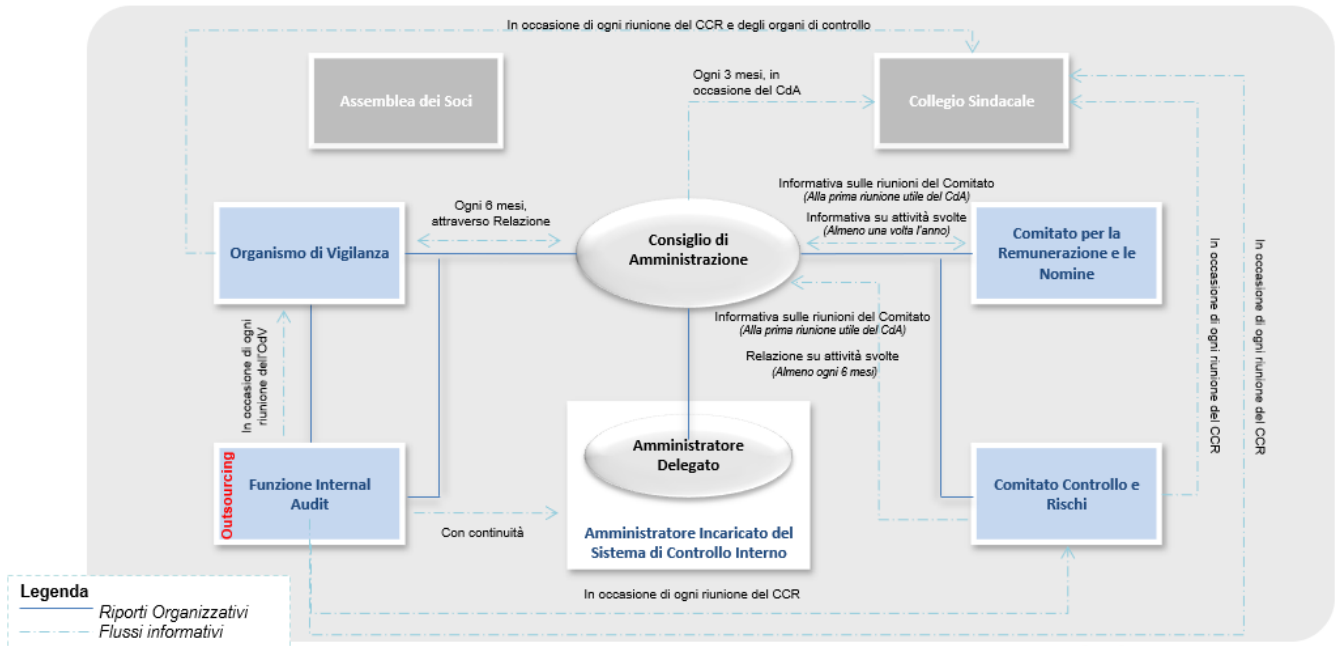 In occasione di ogni riunione del CCR e degli organi di controllo
Assemblea dei Soci
Ogni 3 mesi, in
occasione del CdA
Collegio Sindacale
Organismo di Vigilanza
Ogni 6 mesi,
attraverso Relazione
Consiglio di
Amministrazione
Informativa sulle riunioni del Comitato
(Alla prima riunione utile del CdA)
Informativa su attività svolte
(Almeno una volta l'anno)
Comitato per la
Remunerazione e le
Nomine
In occasione di ogni riunione del CCR
In occasione di ogni riunione del CCR
In occasione di ogni
riunione dell'OdV
Informativa sulle riunioni del Comitato
(Alla prima riunione utile del CdA)
Relazione su attività svolte
(Almeno ogni 6 mesi)
Outsourcing
Funzione Internal
Audit
Con continuità
Amministratore
Delegato
Amministratore Incaricato del
Sistema di Controllo Interno
Comitato Controllo e
Rischi
In occasione di ogni riunione del CCR
Legenda
Riporti Organizzativi
Flussi informativi